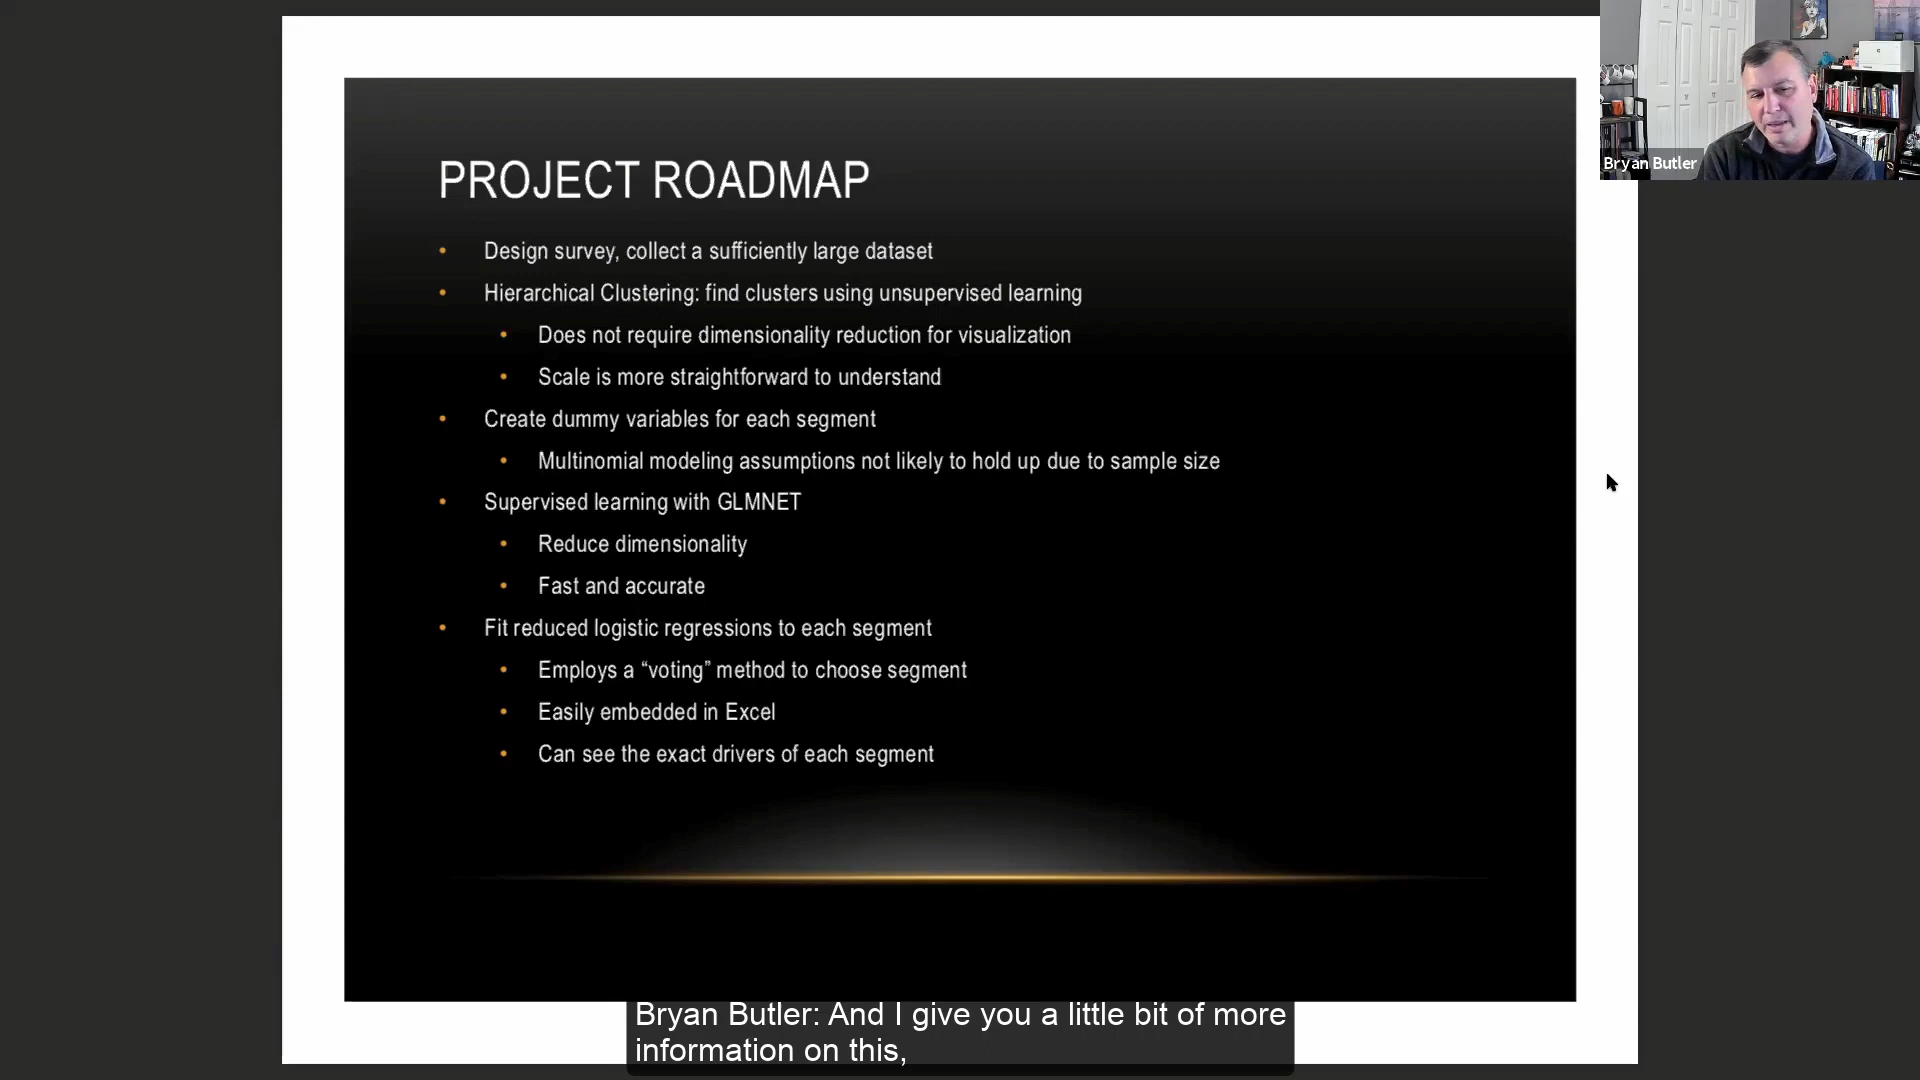 PROJECT ROADMAP
• Design survey, collect a sufficiently large dataset
• Hierarchical Clustering: find clusters using unsupervised learning
• Does not require dimensionality reduction for visualization
• Scale is more straightforward to understand
• Create dummy variables for each segment
• Multinomial modeling assumptions not likely to hold up due to sample size
• Supervised learning with GLMNET
• Reduce dimensionality
• Fast and accurate
• Fit reduced logistic regressions to each segment
• Employs a “voting” method to choose segment
• Easily embedded in Excel
• Can see the exact drivers of each segment
Bryan Butler
Bryan Butler: And I give you a little bit of more
information on this,